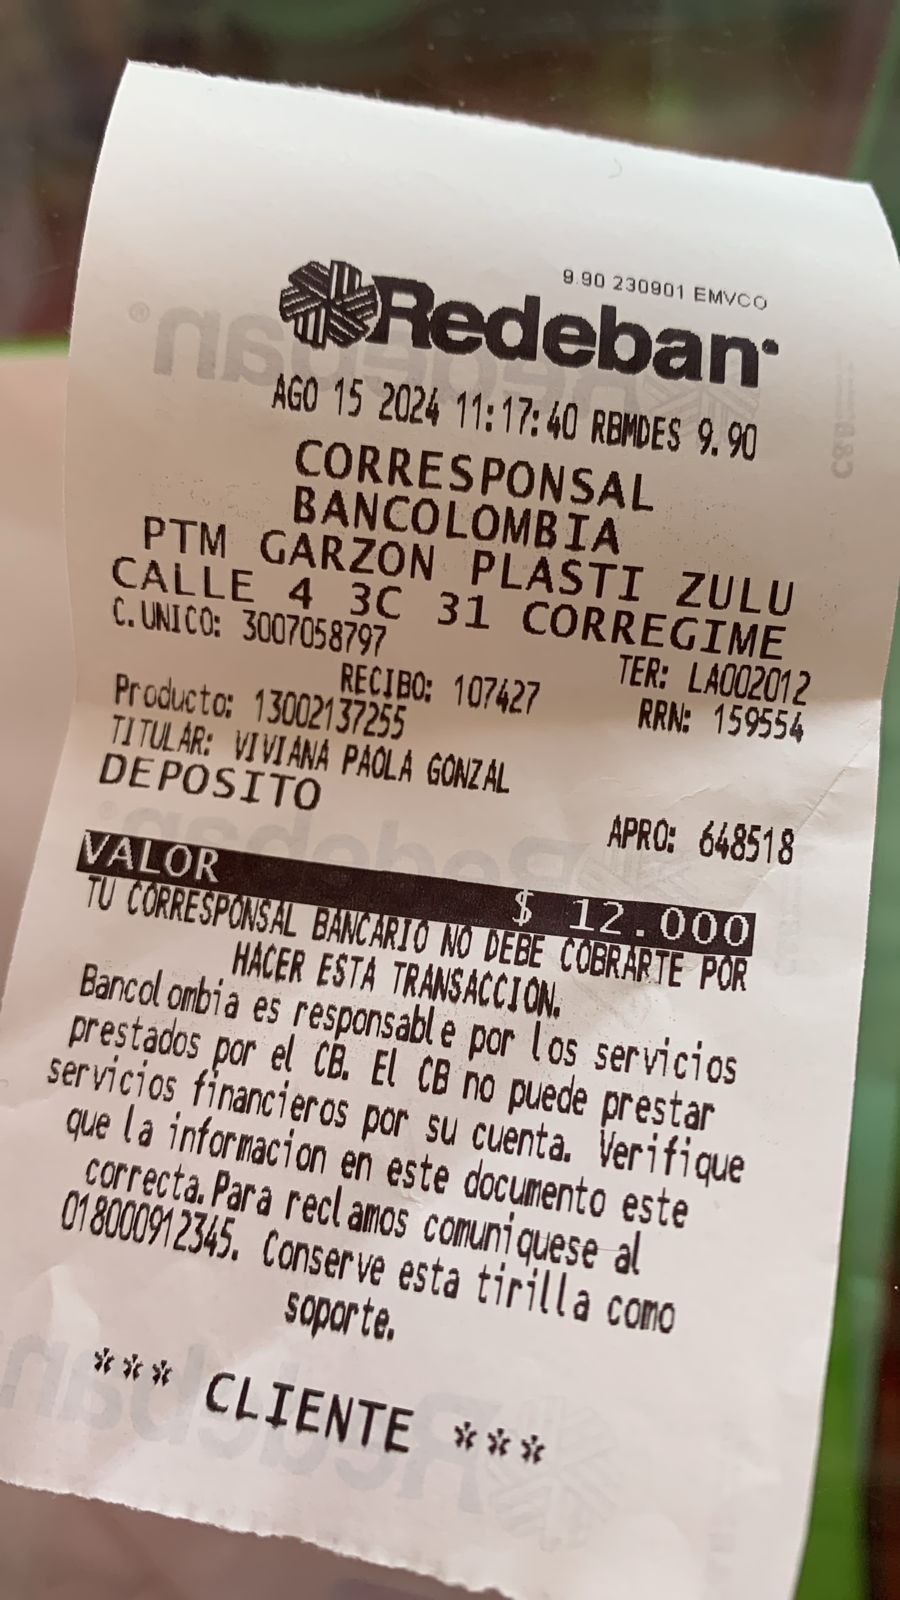 9.90 230901 EMVCO
Redeban
AGO 15 2024 11:17:40 RBMDES 9.90
CORRESPONSAL
BANCOLOMBIA
PTM GARZON PLASTI ZULU
CALLE 4 3C 31 CORREGIME
C.UNICO: 3007058797 TER: LA002012
RECIBO: 107427 RRN: 159554
Producto: 13002137255
TITULAR: VIVIANA PAOLA GONZAL
DEPOSITO
APRO: 648518
VALOR $ 12.000
TU CORRESPONSAL BANCARIO NO DEBE COBRARTE POR
HACER ESTA TRANSACCION.
Bancolombia es responsable por los servicios
prestados por el CB. El CB no puede prestar
servicios financieros por su cuenta. Verifique
que la informacion en este documento este
correcta.Para reclamos comuniquese al
018000912345. Conserve esta tirilla como
soporte.
*** CLIENTE ***